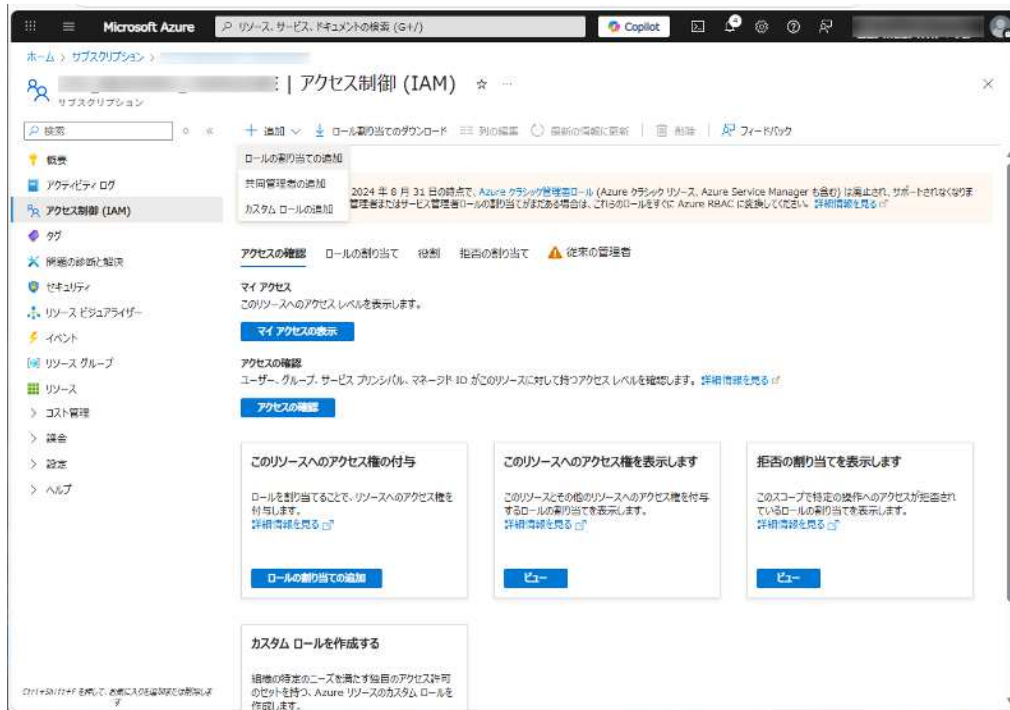 Microsoft Azure
リソース、サービス、ドキュメントの検索 (G+/)
Copilot
4
ホーム > サブスクリプション >
| アクセス制御 (IAM)
サブスクリプション
検索
追加
ロール割り当てのダウンロード
列の編集
最新の情報に更新
削除
フィードバック
ロールの割り当ての追加
共同管理者の追加
カスタム ロールの追加
2024 年 8 月 31 日の時点で、Azure クラシック管理者ロール (Azure クラシック リソース、Azure Service Manager も含む) は廃止され、サポートされなくなりま
管理者またはサービス管理者ロールの割り当てがまだある場合は、これらのロールをすぐに Azure RBAC に変換してください。詳細情報を見る
概要
アクティビティ ログ
アクセス制御 (IAM)
タグ
問題の診断と解決
セキュリティ
リソース ビジュアライザー
イベント
リソース グループ
リソース
コスト管理
課金
設定
ヘルプ
アクセスの確認
ロールの割り当て
役割
拒否の割り当て
従来の管理者
マイ アクセス
このリソースへのアクセス レベルを表示します。
マイ アクセスの表示
アクセスの確認
ユーザー、グループ、サービス プリンシパル、マネージド ID がこのリソースに対して持つアクセス レベルを確認します。詳細情報を見る
アクセスの確認
このリソースへのアクセス権の付与
ロールを割り当てることで、リソースへのアクセス権を
付与します。
詳細情報を見る
ロールの割り当ての追加
このリソースへのアクセス権を表示します
このリソースとその他のリソースへのアクセス権を付与
するロールの割り当てを表示します。
詳細情報を見る
ビュー
拒否の割り当てを表示します
このスコープで特定の操作へのアクセスが拒否され
ているロールの割り当てを表示します。
詳細情報を見る
ビュー
カスタム ロールを作成する
組織の特定のニーズを満たす独自のアクセス許可
のセットを持つ、Azure リソースのカスタム ロールを
作成します。
Ctrl+Shift+F を押して、お気に入りを追加または削除しま
す